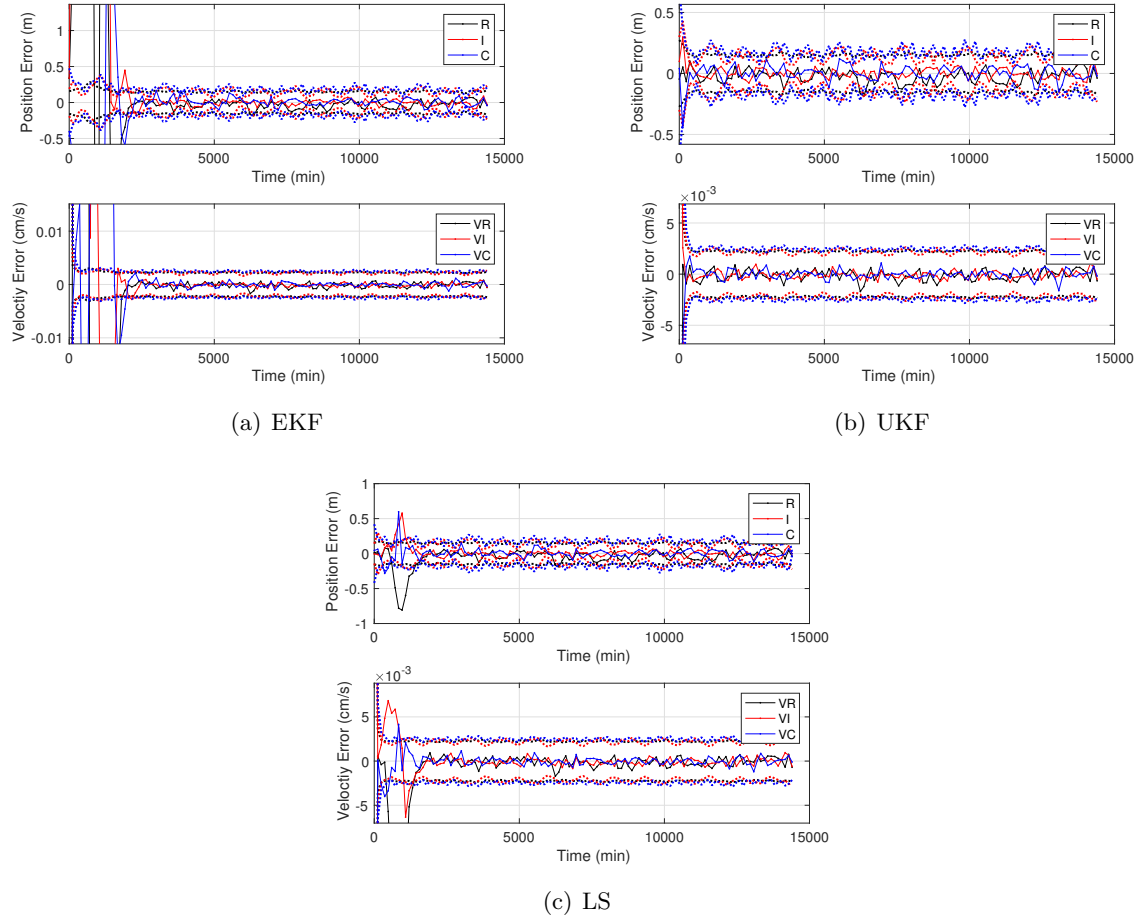 Position Error (m)
1
0.5
0
-0.5
R
I
C
0 5000 10000 15000
Time (min)
Veloctiy Error (cm/s)
0.01
0
-0.01
VR
VI
VC
0 5000 10000 15000
Time (min)
(a) EKF
Position Error (m)
0.5
0
-0.5
R
I
C
0 5000 10000 15000
Time (min)
×10-3
Veloctiy Error (cm/s)
5
0
-5
VR
VI
VC
0 5000 10000 15000
Time (min)
(b) UKF
Position Error (m)
1
0.5
0
-0.5
-1
R
I
C
0 5000 10000 15000
Time (min)
×10-3
Veloctiy Error (cm/s)
5
0
-5
VR
VI
VC
0 5000 10000 15000
Time (min)
(c) LS